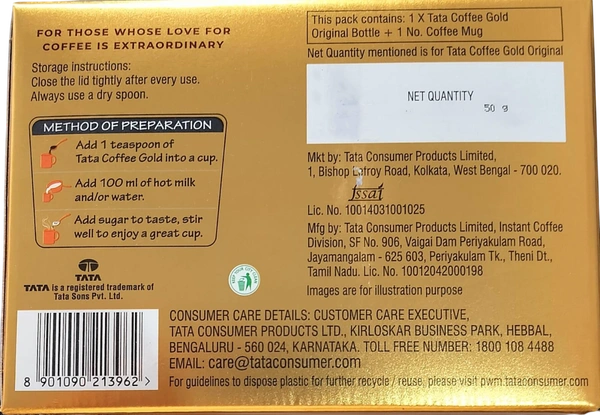 FOR THOSE WHOSE LOVE FOR
COFFEE IS EXTRAORDINARY
Storage instructions:
Close the lid tightly after every use.
Always use a dry spoon.
METHOD OF PREPARATION
Add 1 teaspoon of
Tata Coffee Gold into a cup.
Add 100 ml of hot milk
and/or water.
Add sugar to taste, stir
well to enjoy a great cup.
TATA
TATA is a registered trademark of
Tata Sons Pvt. Ltd.
KEEP YOUR CITY CLEAN
8 901090 213962 >
This pack contains: 1 X Tata Coffee Gold
Original Bottle + 1 No. Coffee Mug
Net Quantity mentioned is for Tata Coffee Gold Original
NET QUANTITY
50 g
Mkt by: Tata Consumer Products Limited,
1, Bishop Lefroy Road, Kolkata, West Bengal - 700 020.
fssai
Lic. No. 10014031001025
Mfg by: Tata Consumer Products Limited, Instant Coffee
Division, SF No. 906, Vaigai Dam Periyakulam Road,
Jayamangalam - 625 603, Periyakulam Tk., Theni Dt.,
Tamil Nadu. Lic. No. 10012042000198
Images are for illustration purpose
CONSUMER CARE DETAILS: CUSTOMER CARE EXECUTIVE,
TATA CONSUMER PRODUCTS LTD., KIRLOSKAR BUSINESS PARK, HEBBAL,
BENGALURU - 560 024, KARNATAKA. TOLL FREE NUMBER: 1800 108 4488
EMAIL: care@tataconsumer.com
For guidelines to dispose plastic for further recycle / reuse, please visit pwm.tataconsumer.com